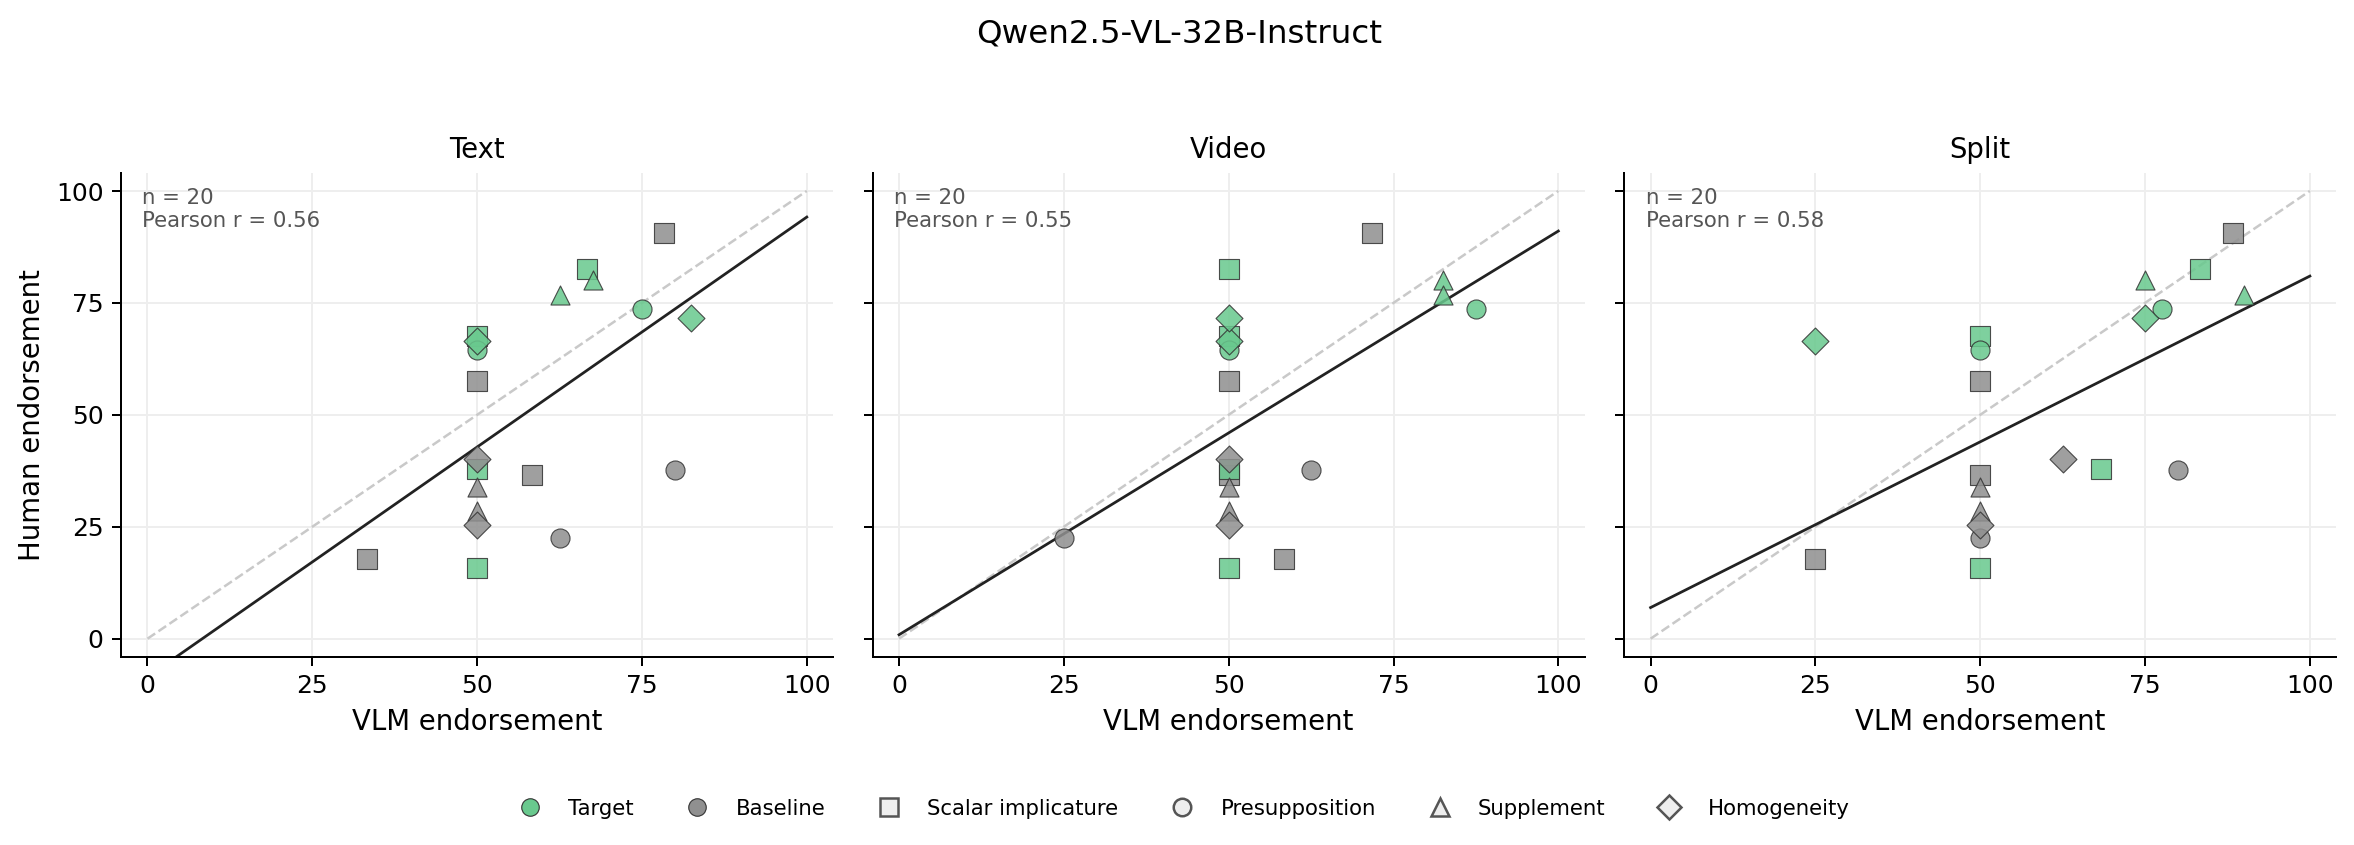 Qwen2.5-VL-32B-Instruct
Text
n = 20
Pearson r = 0.56
Human endorsement
100
75
50
25
0
0 25 50 75 100
VLM endorsement
Video
n = 20
Pearson r = 0.55
0 25 50 75 100
VLM endorsement
Split
n = 20
Pearson r = 0.58
0 25 50 75 100
VLM endorsement
Target Baseline Scalar implicature Presupposition Supplement Homogeneity